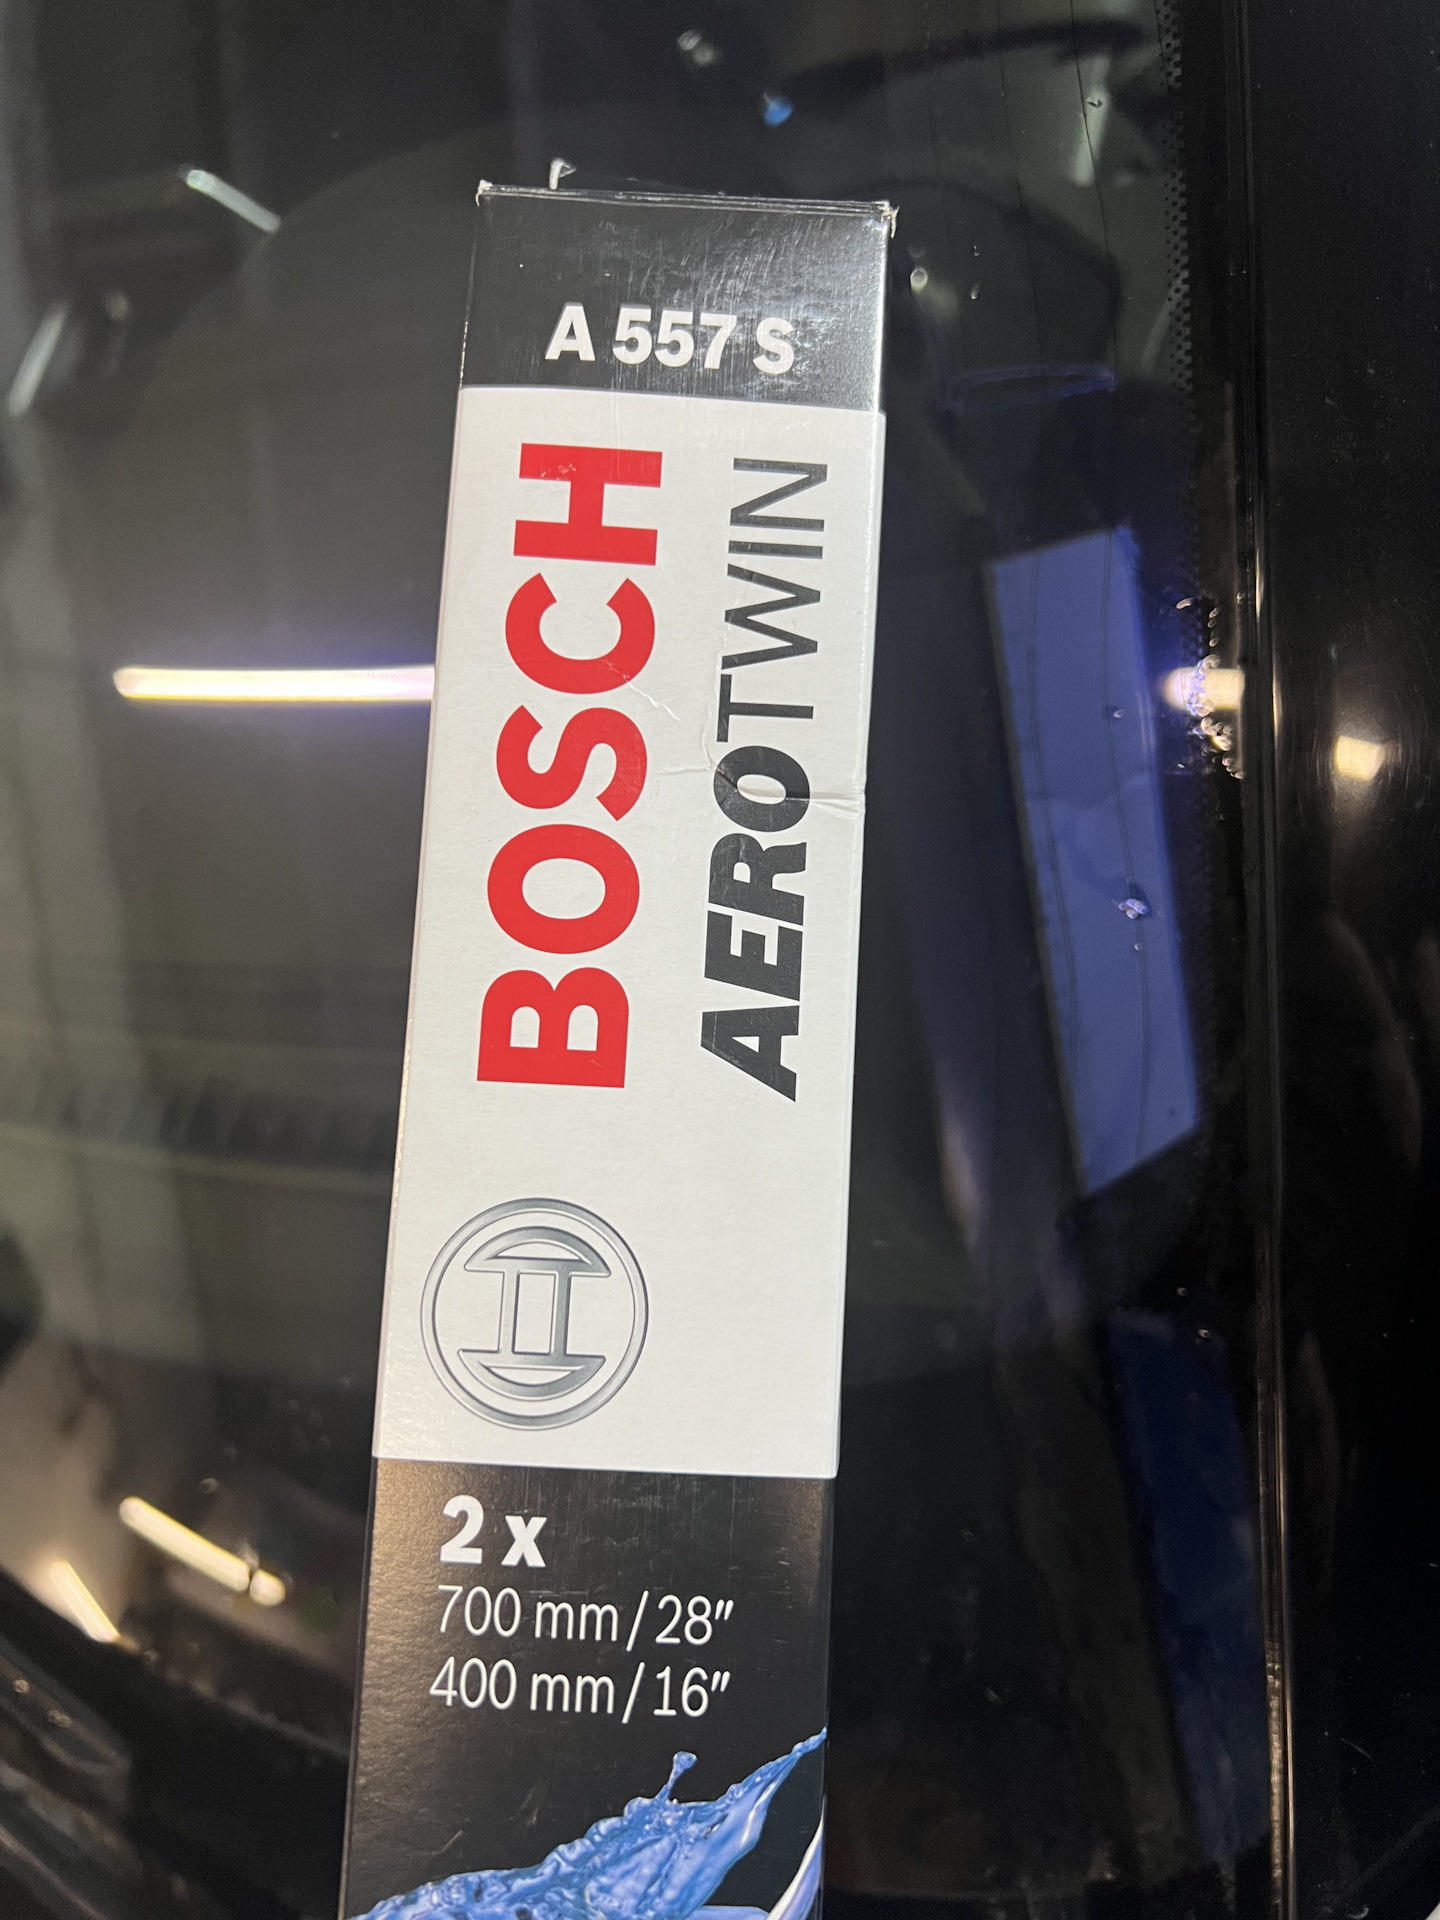 A 557 S
BOSCH
AEROTWIN
2 x
700 mm / 28"
400 mm / 16"